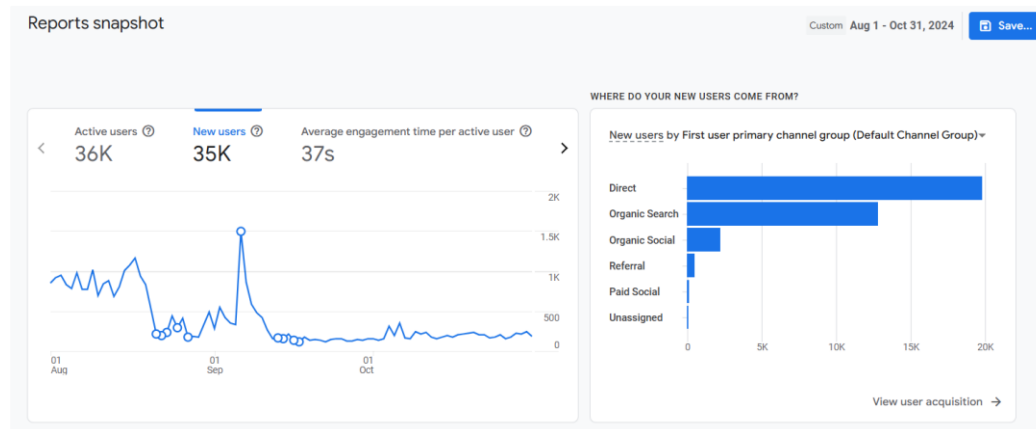 Reports snapshot
Custom Aug 1 - Oct 31, 2024
Save...
Active users
New users
Average engagement time per active user
36K
35K
37s
2K
1.5K
1K
500
0
01
Aug
01
Sep
01
Oct
WHERE DO YOUR NEW USERS COME FROM?
New users by First user primary channel group (Default Channel Group)
Direct
Organic Search
Organic Social
Referral
Paid Social
Unassigned
0 5K 10K 15K 20K
View user acquisition